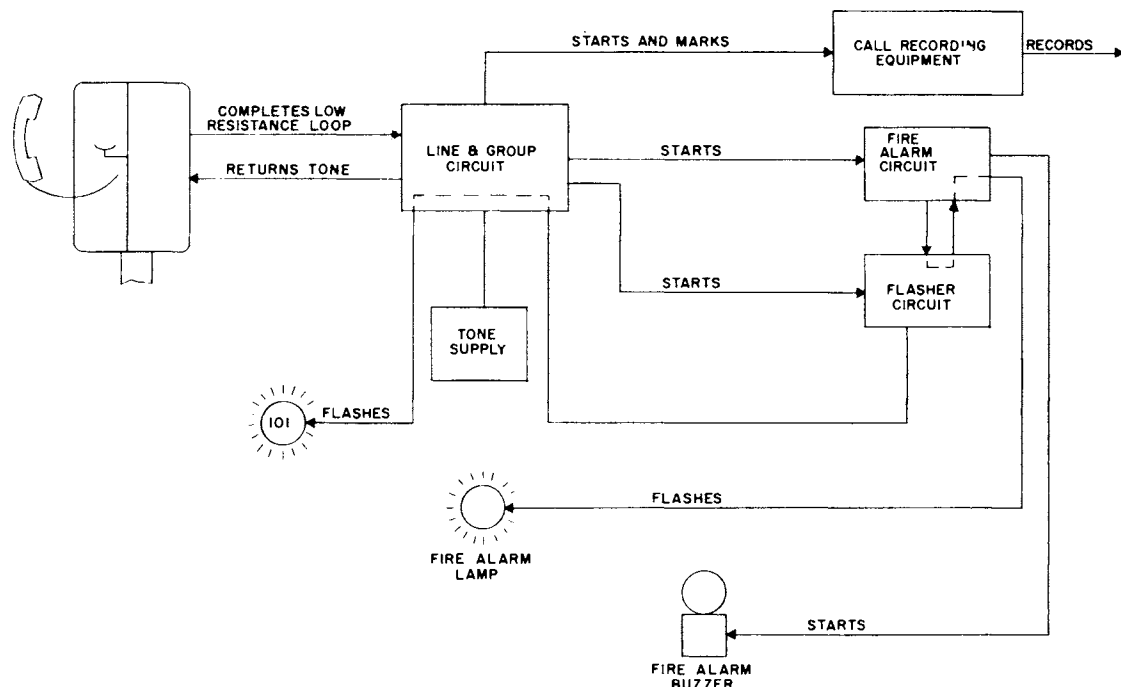 STARTS AND MARKS
CALL RECORDING
EQUIPMENT
RECORDS
COMPLETES LOW
RESISTANCE LOOP
RETURNS TONE
LINE & GROUP
CIRCUIT
STARTS
FIRE
ALARM
CIRCUIT
STARTS
FLASHER
CIRCUIT
TONE
SUPPLY
101
FLASHES
FLASHES
FIRE ALARM
LAMP
STARTS
FIRE ALARM
BUZZER